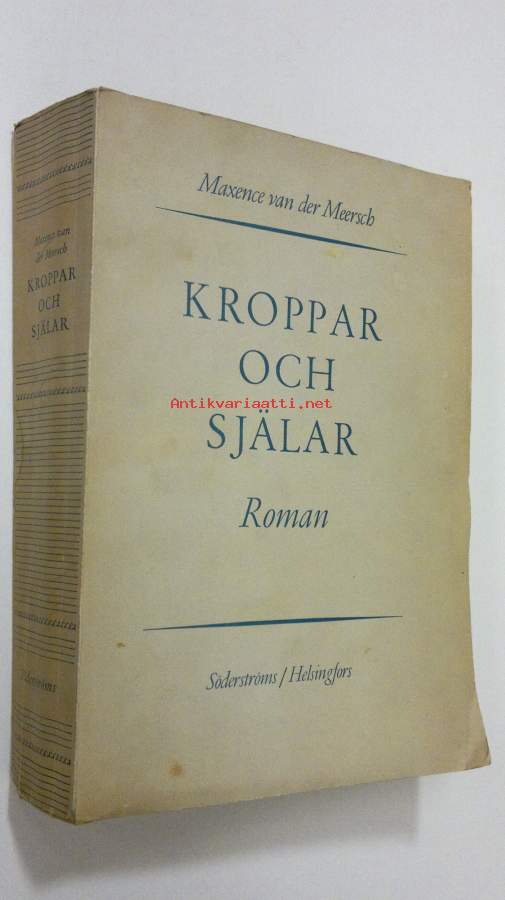 Maxence van der Meersch
KROPPAR
OCH
SJÄLAR
Roman
Söderströms / Helsingfors
Maxence van
der Meersch
KROPPAR
OCH
SJÄLAR
Söderströms
Antikvariaatti.net